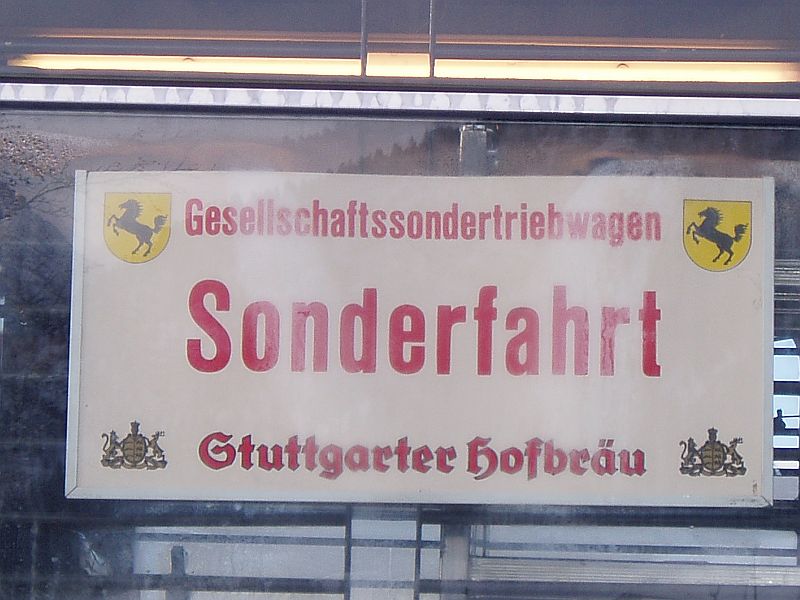 Gesellschaftssondertriebwagen
Sonderfahrt
Stuttgarter Hofbräu